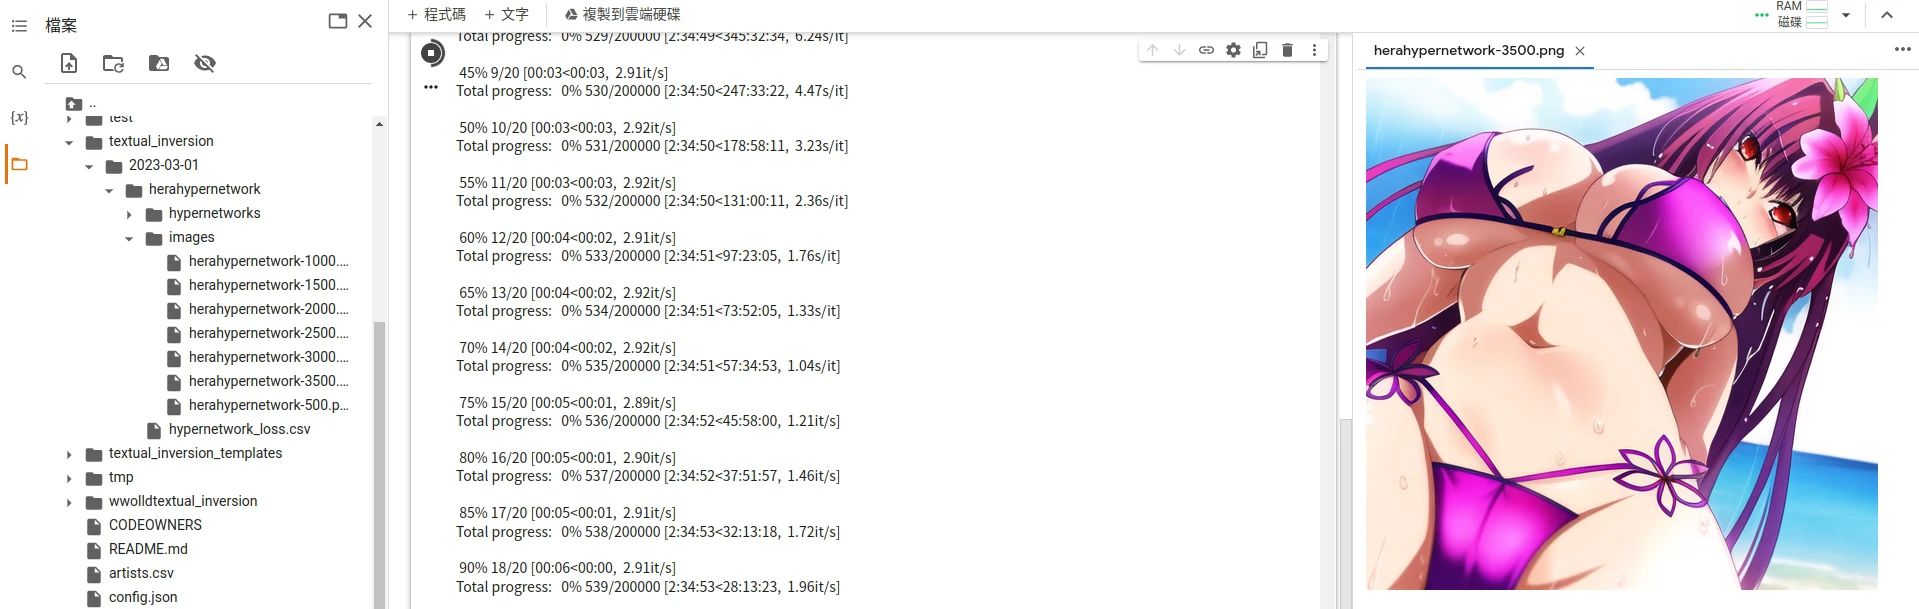 檔案
..
test
textual_inversion
2023-03-01
herahypernetwork
hypernetworks
images
herahypernetwork-1000....
herahypernetwork-1500....
herahypernetwork-2000....
herahypernetwork-2500....
herahypernetwork-3000....
herahypernetwork-3500....
herahypernetwork-500.p...
hypernetwork_loss.csv
textual_inversion_templates
tmp
wwolldtextual_inversion
CODEOWNERS
README.md
artists.csv
config.json
{x}
+ 程式碼 + 文字 複製到雲端硬碟
RAM
磁碟
Total progress: 0% 529/200000 [2:34:49<345:32:34, 6.24s/it]
45% 9/20 [00:03<00:03, 2.91it/s]
Total progress: 0% 530/200000 [2:34:50<247:33:22, 4.47s/it]
50% 10/20 [00:03<00:03, 2.92it/s]
Total progress: 0% 531/200000 [2:34:50<178:58:11, 3.23s/it]
55% 11/20 [00:03<00:03, 2.92it/s]
Total progress: 0% 532/200000 [2:34:50<131:00:11, 2.36s/it]
60% 12/20 [00:04<00:02, 2.91it/s]
Total progress: 0% 533/200000 [2:34:51<97:23:05, 1.76s/it]
65% 13/20 [00:04<00:02, 2.92it/s]
Total progress: 0% 534/200000 [2:34:51<73:52:05, 1.33s/it]
70% 14/20 [00:04<00:02, 2.92it/s]
Total progress: 0% 535/200000 [2:34:51<57:34:53, 1.04s/it]
75% 15/20 [00:05<00:01, 2.89it/s]
Total progress: 0% 536/200000 [2:34:52<45:58:00, 1.21it/s]
80% 16/20 [00:05<00:01, 2.90it/s]
Total progress: 0% 537/200000 [2:34:52<37:51:57, 1.46it/s]
85% 17/20 [00:05<00:01, 2.91it/s]
Total progress: 0% 538/200000 [2:34:53<32:13:18, 1.72it/s]
90% 18/20 [00:06<00:00, 2.91it/s]
Total progress: 0% 539/200000 [2:34:53<28:13:23, 1.96it/s]
herahypernetwork-3500.png